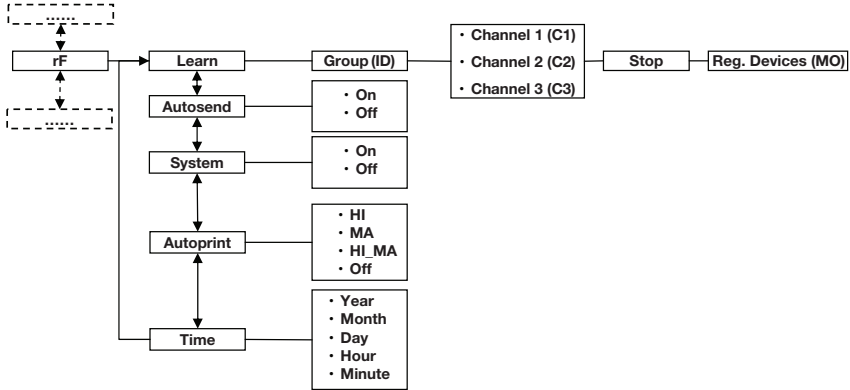 ......
rF
......
Learn
Group (ID)
• Channel 1 (C1)
• Channel 2 (C2)
• Channel 3 (C3)
Stop
Reg. Devices (MO)
Autosend
• On
• Off
System
• On
• Off
Autoprint
• HI
• MA
• HI_MA
• Off
Time
• Year
• Month
• Day
• Hour
• Minute